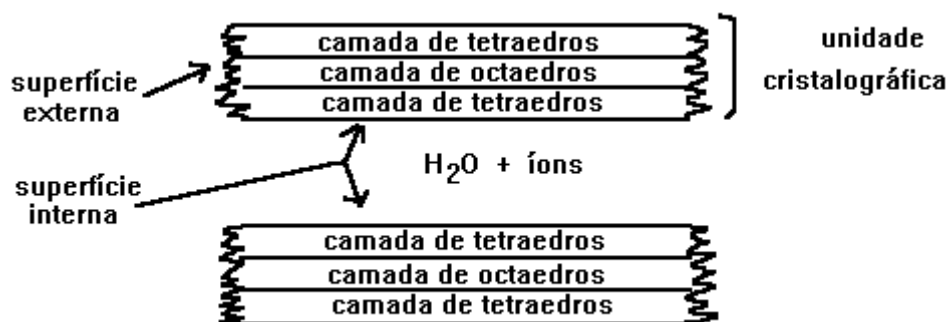 camada de tetraedros
camada de octaedros
camada de tetraedros
unidade
cristalográfica
superfície
externa
H₂O + íons
superfície
interna
camada de tetraedros
camada de octaedros
camada de tetraedros